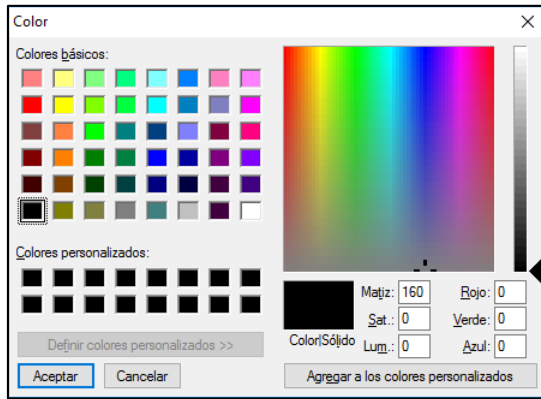 Color
Colores básicos:
Colores personalizados:
Definir colores personalizados >>
Aceptar
Cancelar
Color|Sólido
Matiz: 160
Sat.: 0
Lum.: 0
Rojo: 0
Verde: 0
Azul: 0
Agregar a los colores personalizados